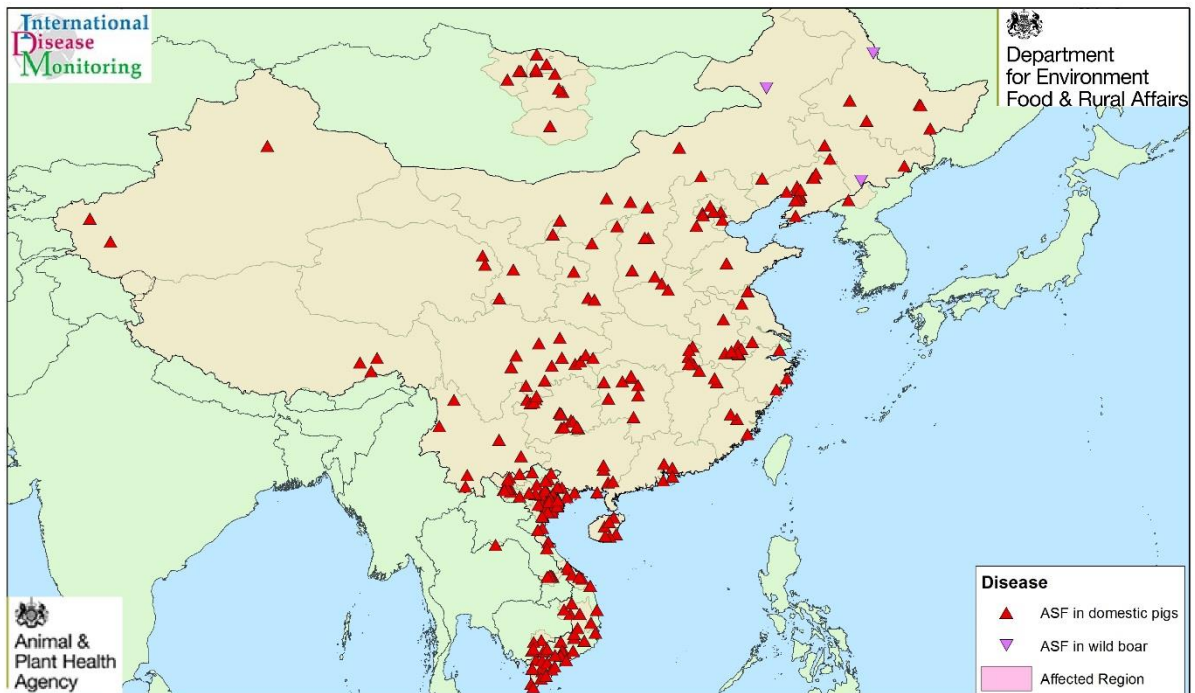 International
Disease
Monitoring
Department
for Environment
Food & Rural Affairs
Disease
ASF in domestic pigs
ASF in wild boar
Affected Region
Animal &
Plant Health
Agency